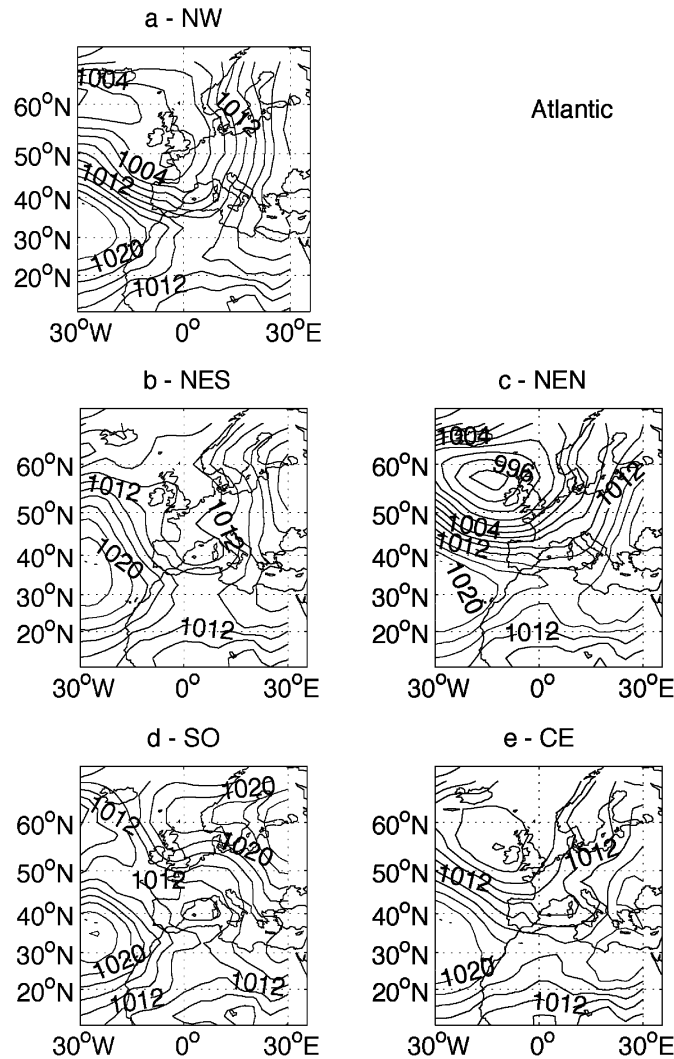 a - NW
Atlantic
1004
1012
1004
1012
1020
1012
60°N
50°N
40°N
30°N
20°N
30°W 0° 30°E
b - NES
1012
1012
1020
1012
60°N
50°N
40°N
30°N
20°N
30°W 0° 30°E
c - NEN
1004
996
1012
1004
1012
1020
1012
60°N
50°N
40°N
30°N
20°N
30°W 0° 30°E
d - SO
1020
1012
1020
1012
1020
1012
1012
60°N
50°N
40°N
30°N
20°N
30°W 0° 30°E
e - CE
1012
1012
1020
1012
60°N
50°N
40°N
30°N
20°N
30°W 0° 30°E